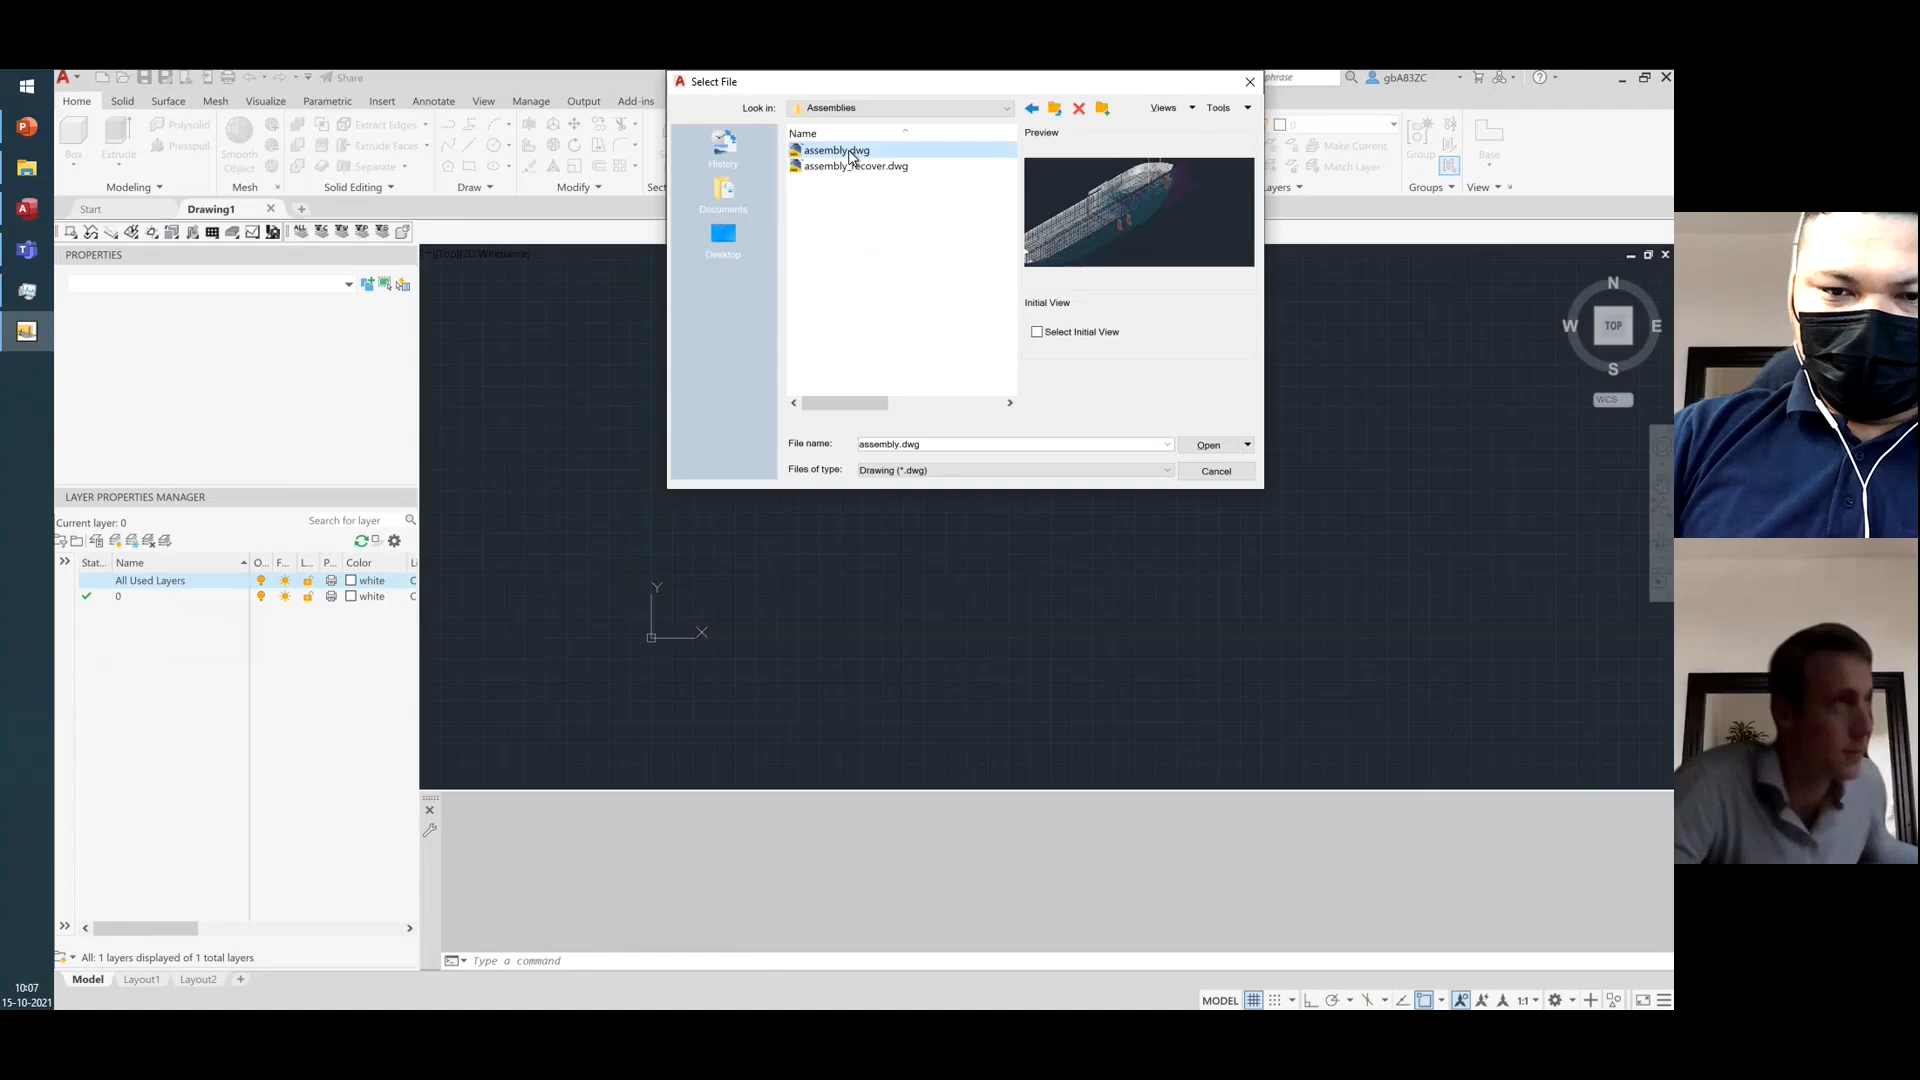 Share
Select File
phrase
gbA83ZC
Home Solid Surface Mesh Visualize Parametric Insert Annotate View Manage Output Add-ins
Look in: Assemblies Views Tools
Polysolid
Presspull
Box
Extrude
Smooth
Object
Extrude Edges
Extrude Faces
Separate
0
Make Current
Match Layer
Group
Base
Modeling Mesh Solid Editing Draw Modify Groups View
Start Drawing1
Name
assembly.dwg
assembly_recover.dwg
History
Documents
Desktop
Preview
Initial View
Select Initial View
File name: assembly.dwg Open
Files of type: Drawing (*.dwg) Cancel
PROPERTIES
N
W TOP E
S
WCS
LAYER PROPERTIES MANAGER
Current layer: 0
Search for layer
Stat... Name O... F... L... P... Color Li
All Used Layers white C
0 white C
Y
X
All: 1 layers displayed of 1 total layers
Type a command
Model Layout1 Layout2
10:07
15-10-2021
MODEL 1:1